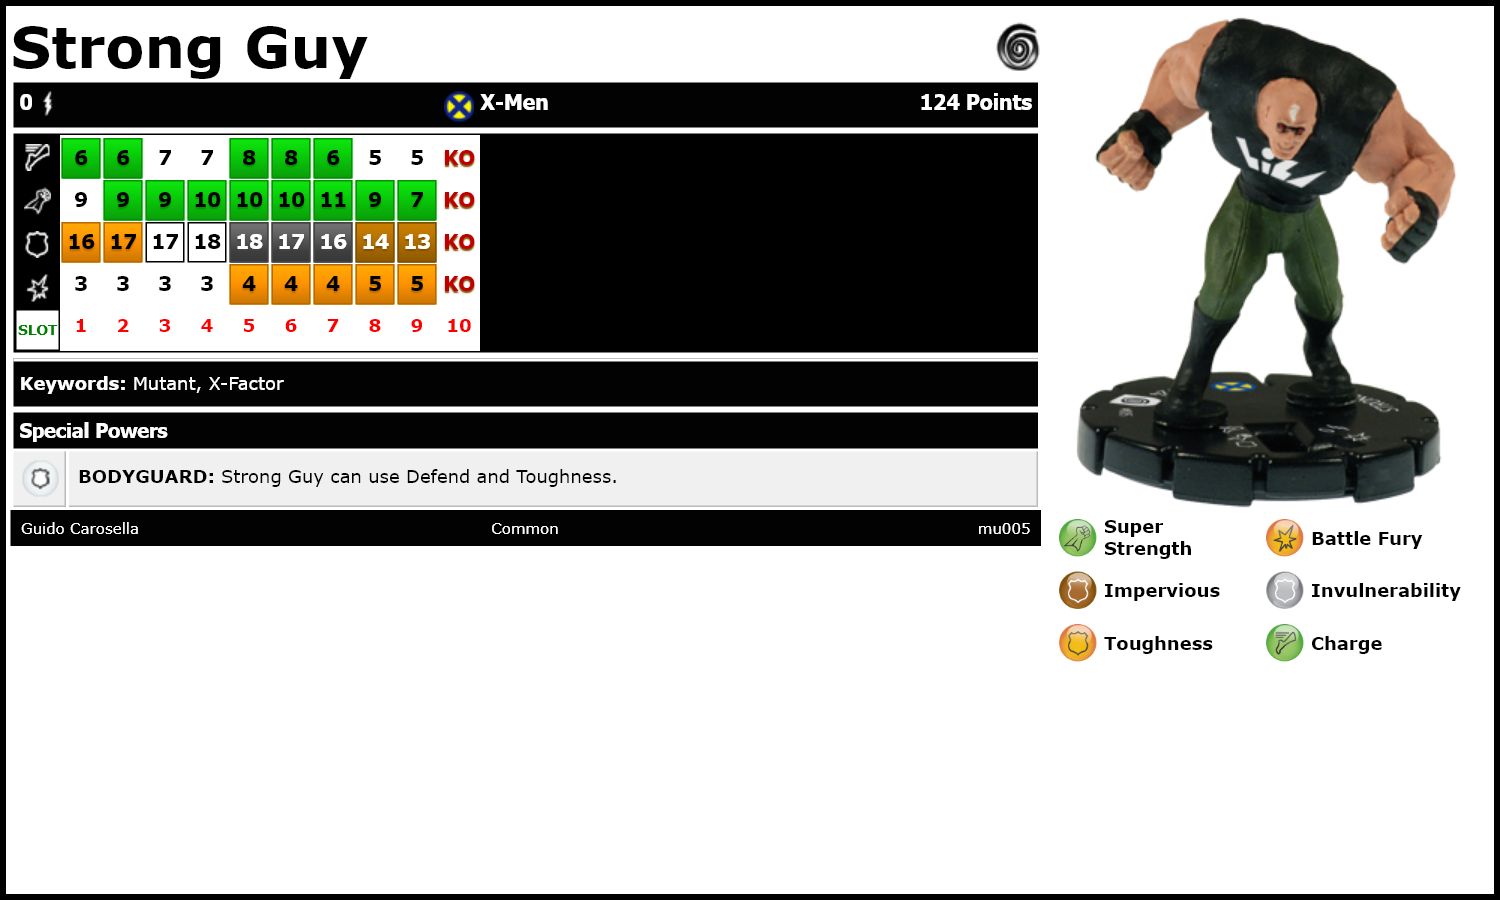 Strong Guy
0 X-Men 124 Points
6 6 7 7 8 8 6 5 5 KO
9 9 9 10 10 10 11 9 7 KO
16 17 17 18 18 17 16 14 13 KO
3 3 3 3 4 4 4 5 5 KO
SLOT 1 2 3 4 5 6 7 8 9 10
Keywords: Mutant, X-Factor
Special Powers
BODYGUARD: Strong Guy can use Defend and Toughness.
Guido Carosella Common mu005
Super Strength
Battle Fury
Impervious
Invulnerability
Toughness
Charge